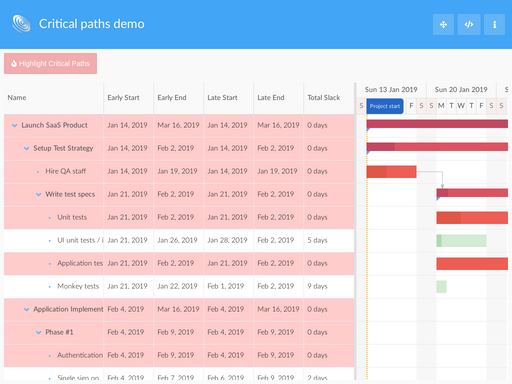 Critical paths demo
Highlight Critical Paths
Name Early Start Early End Late Start Late End Total Slack
Sun 13 Jan 2019 Sun 20 Jan 2019 S
S Project start F S S M T W T F S S
Launch SaaS Product Jan 14, 2019 Mar 16, 2019 Jan 14, 2019 Mar 16, 2019 0 days
Setup Test Strategy Jan 14, 2019 Feb 2, 2019 Jan 14, 2019 Feb 2, 2019 0 days
Hire QA staff Jan 14, 2019 Jan 19, 2019 Jan 14, 2019 Jan 19, 2019 0 days
Write test specs Jan 21, 2019 Feb 2, 2019 Jan 21, 2019 Feb 2, 2019 0 days
Unit tests Jan 21, 2019 Feb 2, 2019 Jan 21, 2019 Feb 2, 2019 0 days
UI unit tests / Jan 21, 2019 Jan 26, 2019 Jan 28, 2019 Feb 2, 2019 5 days
Application tes Jan 21, 2019 Feb 2, 2019 Jan 21, 2019 Feb 2, 2019 0 days
Monkey tests Jan 21, 2019 Jan 22, 2019 Feb 1, 2019 Feb 2, 2019 9 days
Application Implement Feb 4, 2019 Mar 16, 2019 Feb 4, 2019 Mar 16, 2019 0 days
Phase #1 Feb 4, 2019 Feb 9, 2019 Feb 4, 2019 Feb 9, 2019 0 days
Authentication Feb 4, 2019 Feb 9, 2019 Feb 4, 2019 Feb 9, 2019 0 days
Single sign on Feb 4, 2019 Feb 7, 2019 Feb 6, 2019 Feb 9, 2019 2 days